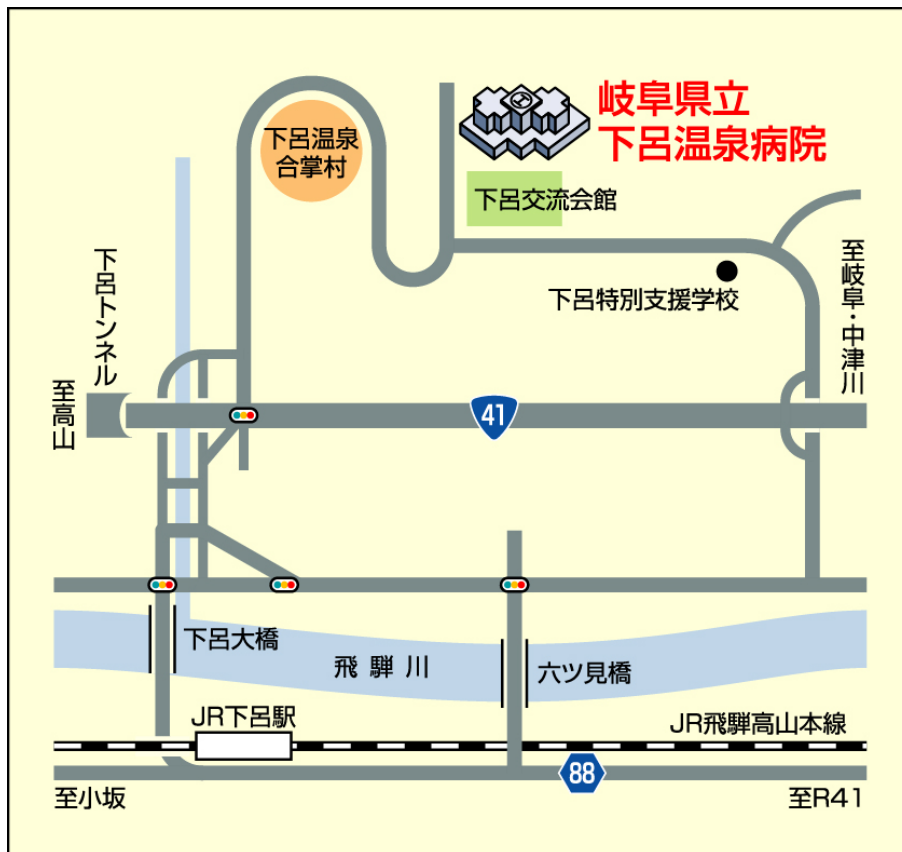 岐阜県立
下呂温泉病院
下呂温泉
合掌村
下呂交流会館
下呂特別支援学校
至岐阜・中津川
下呂トンネル
至高山
41
下呂大橋
飛騨川
六ツ見橋
JR下呂駅
JR飛騨高山本線
88
至小坂
至R41